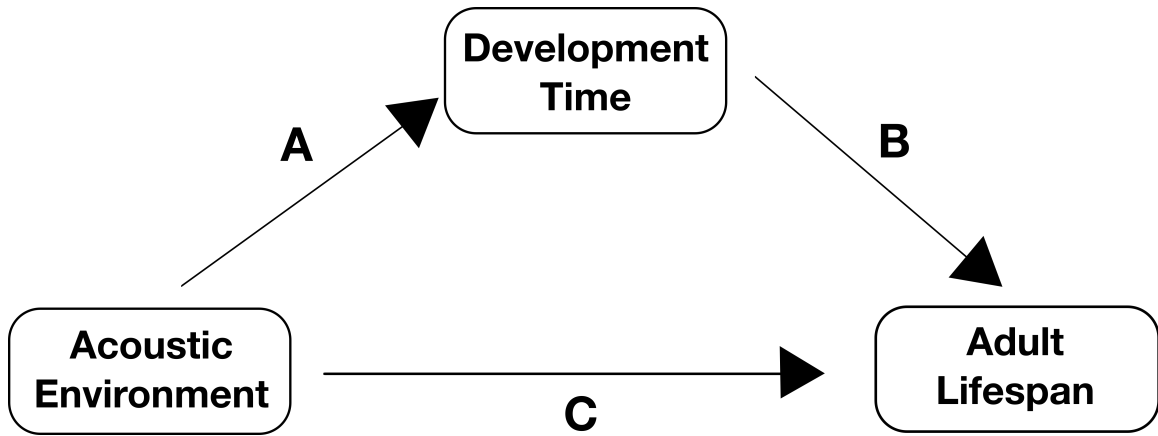 Development
Time
A
B
Acoustic
Environment
C
Adult
Lifespan